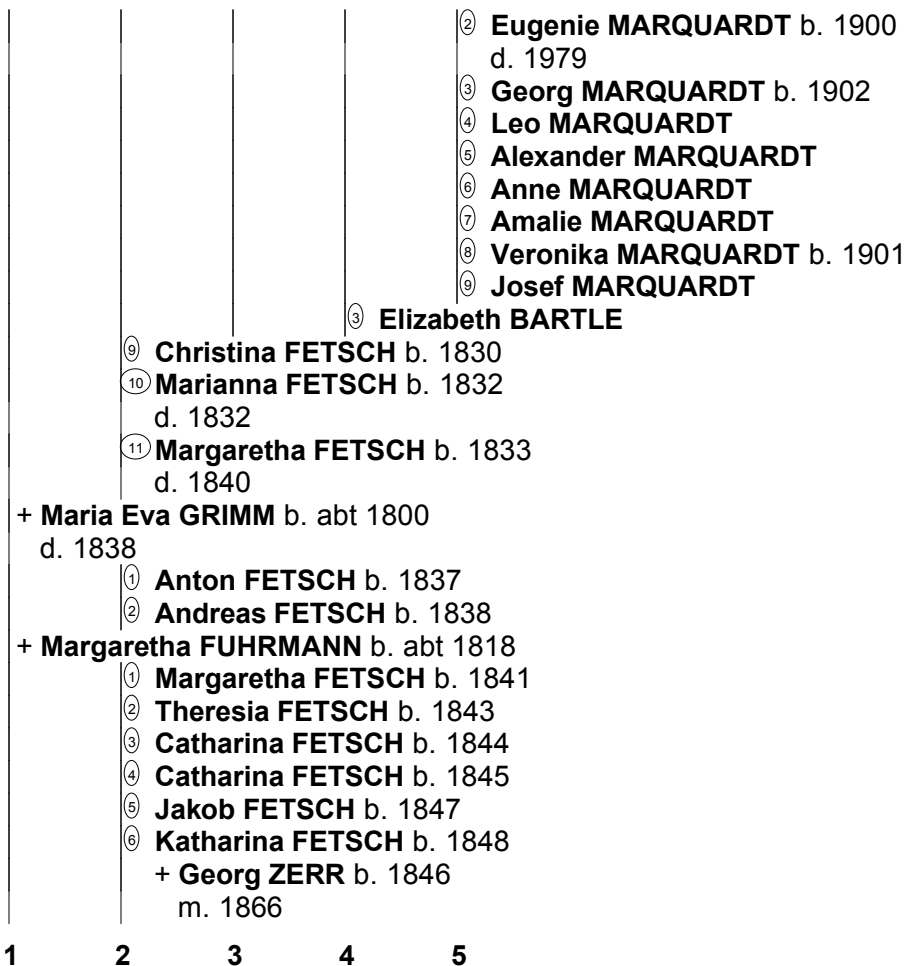 ② Eugenie MARQUARDT b. 1900
d. 1979
③ Georg MARQUARDT b. 1902
④ Leo MARQUARDT
⑤ Alexander MARQUARDT
⑥ Anne MARQUARDT
⑦ Amalie MARQUARDT
⑧ Veronika MARQUARDT b. 1901
⑨ Josef MARQUARDT
③ Elizabeth BARTLE
⑨ Christina FETSCH b. 1830
⑩ Marianna FETSCH b. 1832
d. 1832
⑪ Margaretha FETSCH b. 1833
d. 1840
+ Maria Eva GRIMM b. abt 1800
d. 1838
① Anton FETSCH b. 1837
② Andreas FETSCH b. 1838
+ Margaretha FUHRMANN b. abt 1818
① Margaretha FETSCH b. 1841
② Theresia FETSCH b. 1843
③ Catharina FETSCH b. 1844
④ Catharina FETSCH b. 1845
⑤ Jakob FETSCH b. 1847
⑥ Katharina FETSCH b. 1848
+ Georg ZERR b. 1846
m. 1866
1 2 3 4 5